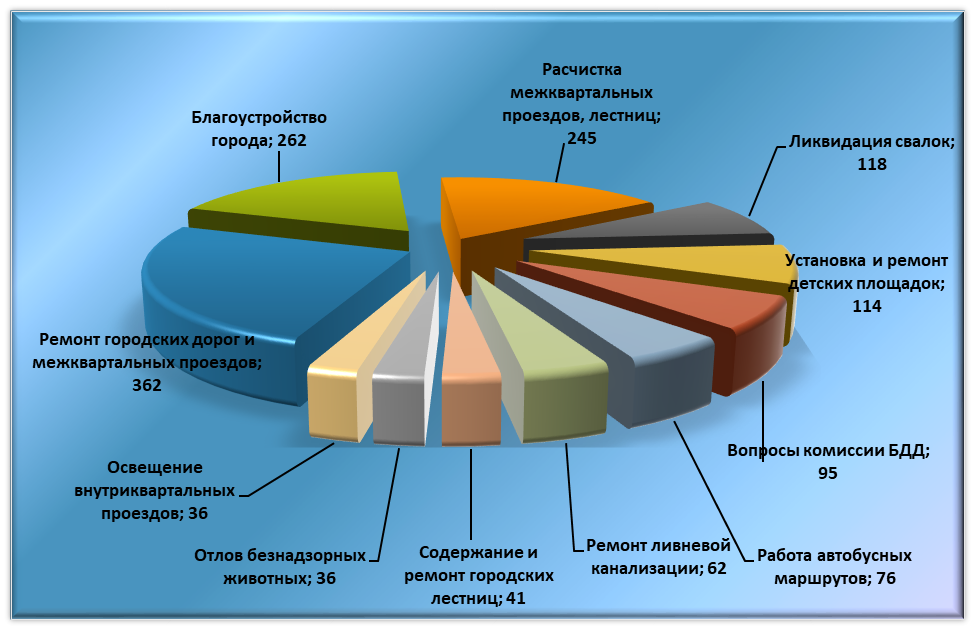 Расчистка
межквартальных
проездов, лестниц;
245
Благоустройство
города; 262
Ликвидация свалок;
118
Установка и ремонт
детских площадок;
114
Ремонт городских дорог и
межквартальных проездов;
362
Вопросы комиссии БДД;
95
Освещение
внутриквартальных
проездов; 36
Отлов безнадзорных
животных; 36
Содержание и
ремонт городских
лестниц; 41
Ремонт ливневой
канализации; 62
Работа автобусных
маршрутов; 76